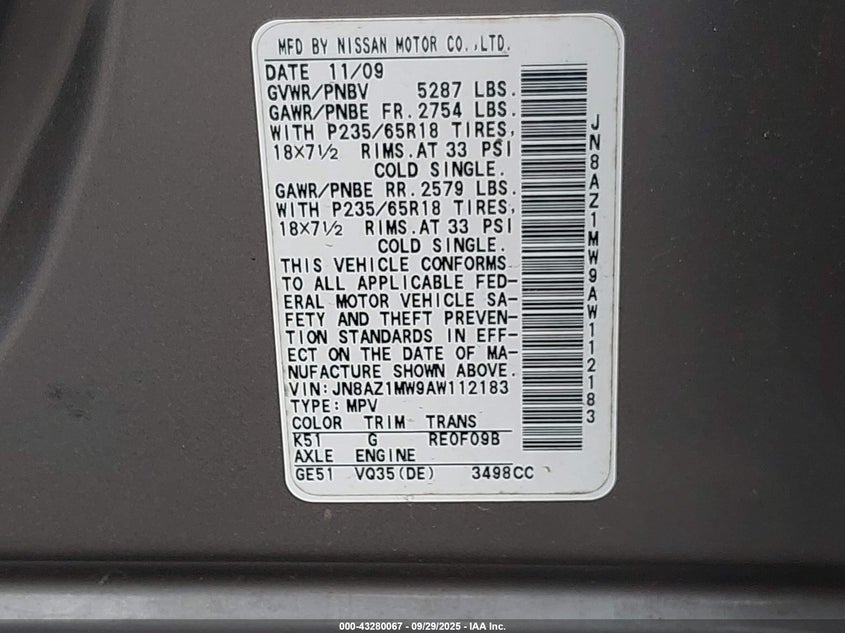 MFD BY NISSAN MOTOR CO.,LTD.
DATE 11/09
GVWR/PNBV 5287 LBS.
GAWR/PNBE FR. 2754 LBS.
WITH P235/65R18 TIRES,
18×7½ RIMS. AT 33 PSI
COLD SINGLE.
GAWR/PNBE RR. 2579 LBS.
WITH P235/65R18 TIRES,
18×7½ RIMS. AT 33 PSI
COLD SINGLE.
THIS VEHICLE CONFORMS
TO ALL APPLICABLE FED-
ERAL MOTOR VEHICLE SA-
FETY AND THEFT PREVEN-
TION STANDARDS IN EFF-
ECT ON THE DATE OF MA-
NUFACTURE SHOWN ABOVE.
VIN: JN8AZ1MW9AW112183
TYPE: MPV
COLOR TRIM TRANS
K51 G RE0F09B
AXLE ENGINE
GE51 VQ35(DE) 3498CC
JN8AZ1MW9AW112183
000-43280067 - 09/29/2025 - IAA Inc.